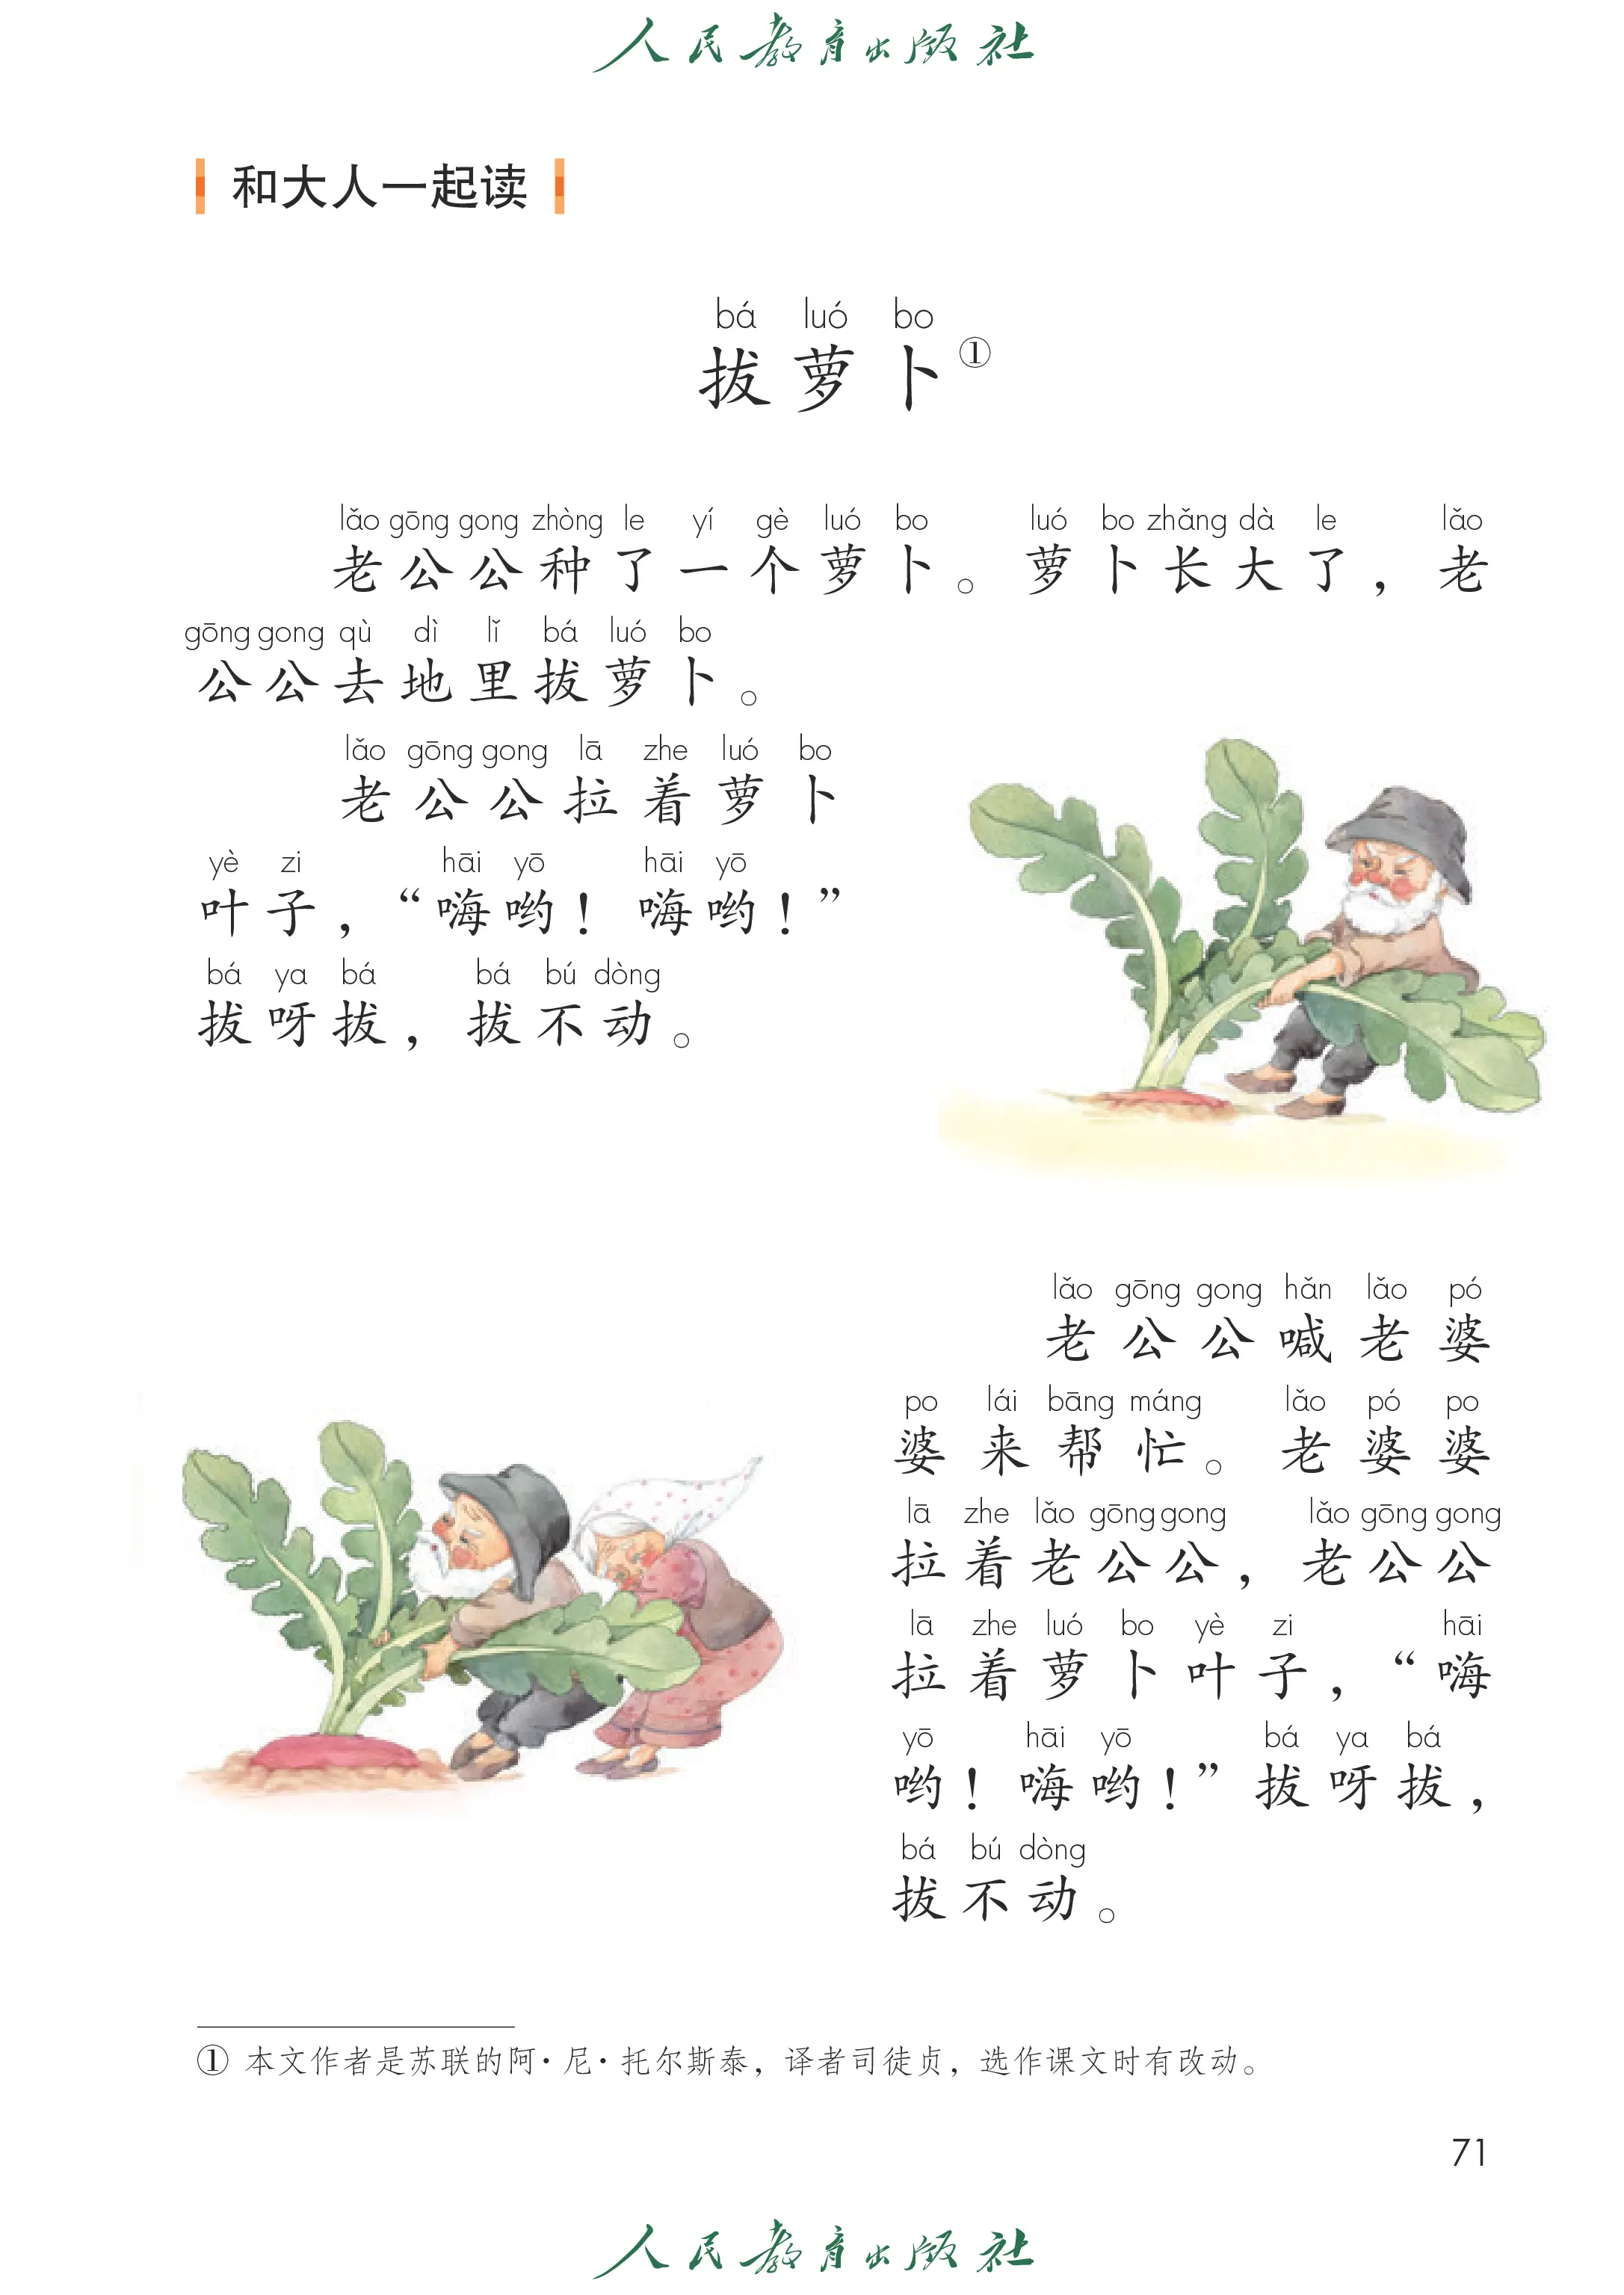 人民教育出版社
和大人一起读
bá luó bo
拔萝卜①
lǎo gōng gong zhòng le yí gè luó bo luó bo zhǎng dà le lǎo
老公公种了一个萝卜。萝卜长大了，老
gōng gong qù dì lǐ bá luó bo
公公去地里拔萝卜。
lǎo gōng gong lā zhe luó bo
老公公拉着萝卜
yè zi hāi yō hāi yō
叶子，“嗨哟！嗨哟！”
bá ya bá bá bú dòng
拔呀拔，拔不动。
lǎo gōng gong hǎn lǎo pó
老公公喊老婆
po lái bāng máng lǎo pó po
婆来帮忙。老婆婆
lā zhe lǎo gōng gong lǎo gōng gong
拉着老公公，老公公
lā zhe luó bo yè zi hāi
拉着萝卜叶子，“嗨
yō hāi yō bá ya bá
哟！嗨哟！”拔呀拔，
bá bú dòng
拔不动。
① 本文作者是苏联的阿·尼·托尔斯泰，译者司徒贞，选作课文时有改动。
71
人民教育出版社